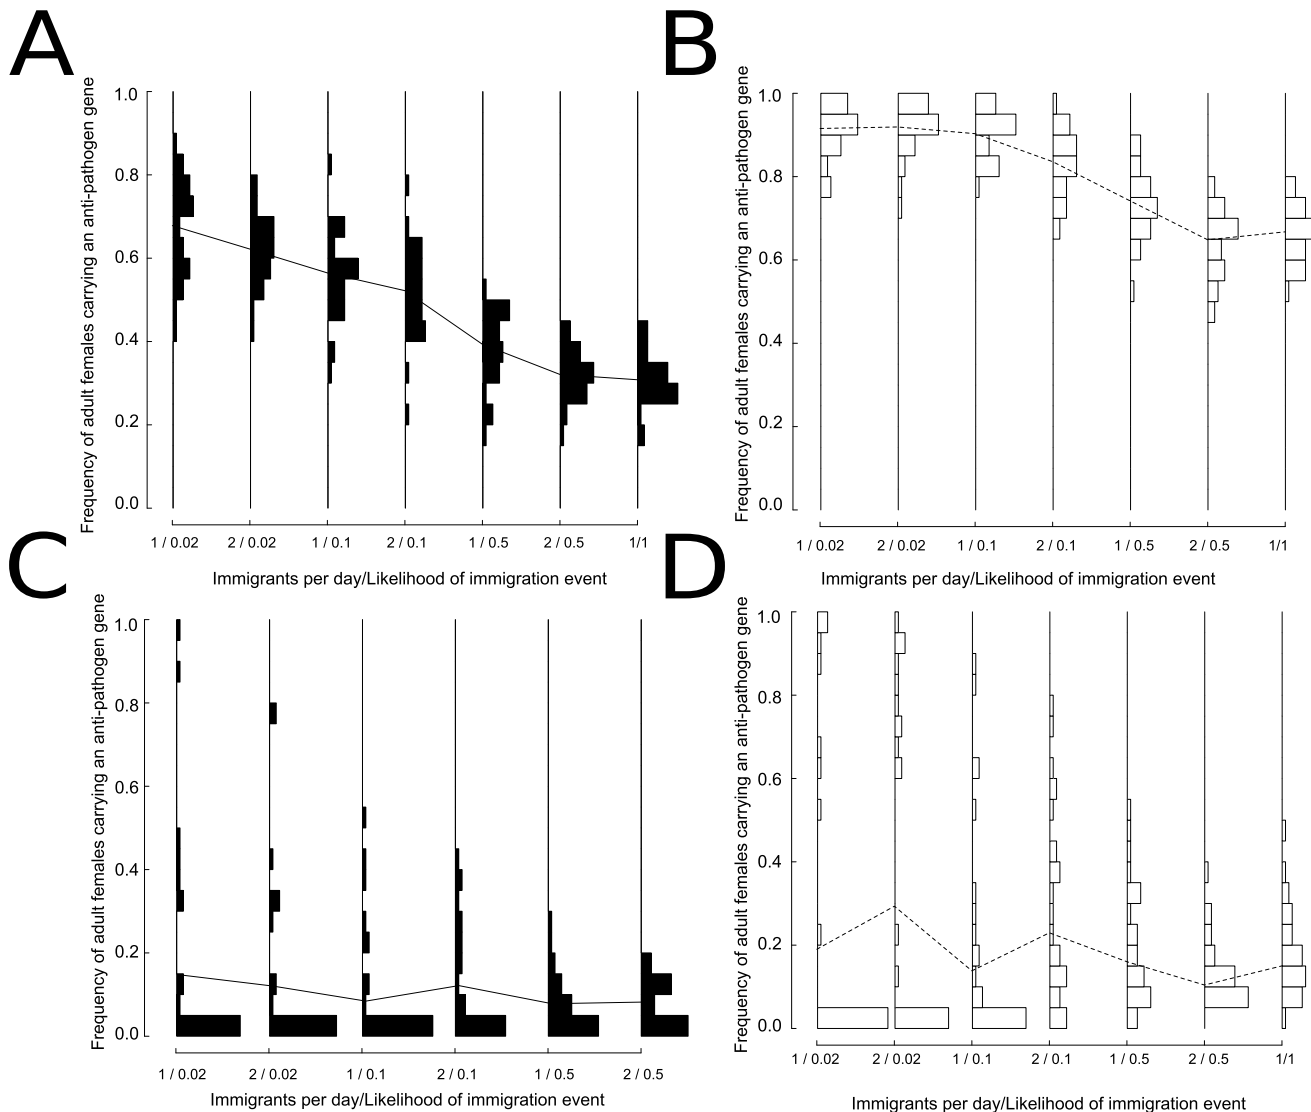 A
Frequency of adult females carrying an anti-pathogen gene
1.0
0.8
0.6
0.4
0.2
0.0
1 / 0.02
2 / 0.02
1 / 0.1
2 / 0.1
1 / 0.5
2 / 0.5
1/1
Immigrants per day/Likelihood of immigration event
B
Frequency of adult females carrying an anti-pathogen gene
1.0
0.8
0.6
0.4
0.2
0.0
1 / 0.02
2 / 0.02
1 / 0.1
2 / 0.1
1 / 0.5
2 / 0.5
1/1
Immigrants per day/Likelihood of immigration event
C
Frequency of adult females carrying an anti-pathogen gene
1.0
0.8
0.6
0.4
0.2
0.0
1 / 0.02
2 / 0.02
1 / 0.1
2 / 0.1
1 / 0.5
2 / 0.5
Immigrants per day/Likelihood of immigration event
D
Frequency of adult females carrying an anti-pathogen gene
1.0
0.8
0.6
0.4
0.2
0.0
1 / 0.02
2 / 0.02
1 / 0.1
2 / 0.1
1 / 0.5
2 / 0.5
1/1
Immigrants per day/Likelihood of immigration event